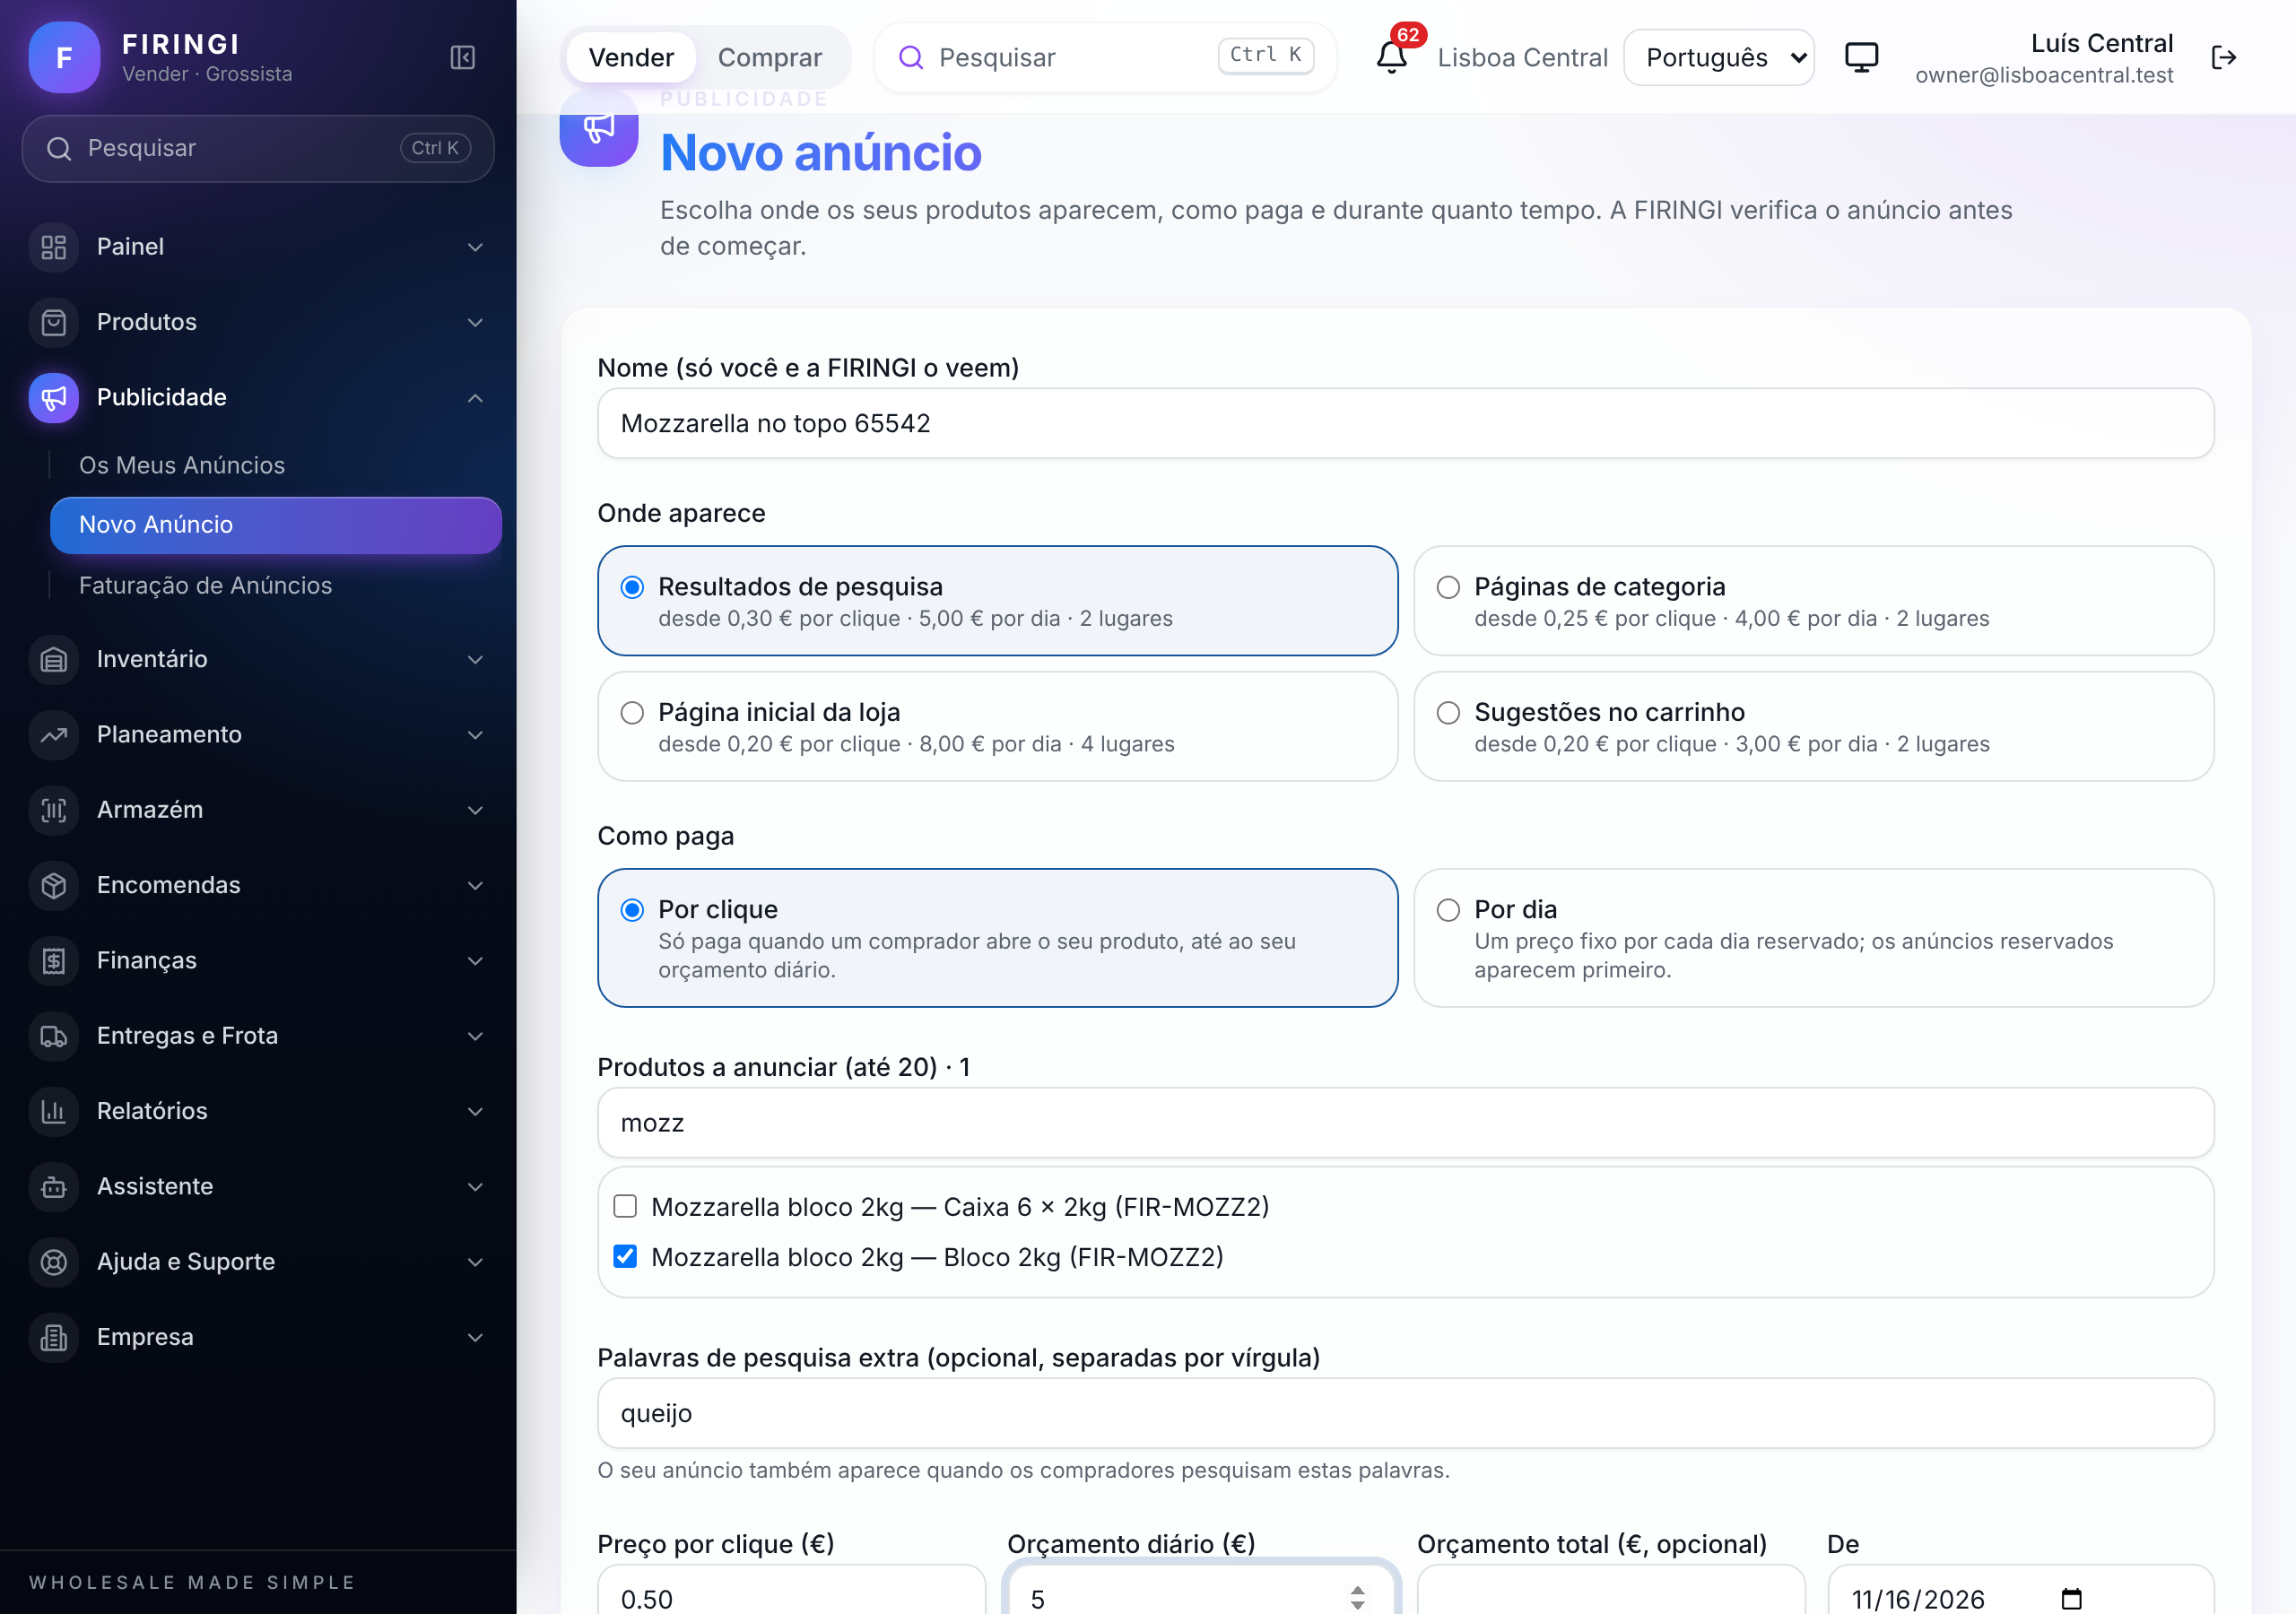 F
FIRINGI
Vender · Grossista
Pesquisar
Ctrl K
Painel
Produtos
Publicidade
Os Meus Anúncios
Novo Anúncio
Faturação de Anúncios
Inventário
Planeamento
Armazém
Encomendas
Finanças
Entregas e Frota
Relatórios
Assistente
Ajuda e Suporte
Empresa
WHOLESALE MADE SIMPLE
Vender
Comprar
Pesquisar
Ctrl K
62
Lisboa Central
Português
Luís Central
owner@lisboacentral.test
PUBLICIDADE
Novo anúncio
Escolha onde os seus produtos aparecem, como paga e durante quanto tempo. A FIRINGI verifica o anúncio antes
de começar.
Nome (só você e a FIRINGI o veem)
Mozzarella no topo 65542
Onde aparece
Resultados de pesquisa
desde 0,30 € por clique · 5,00 € por dia · 2 lugares
Páginas de categoria
desde 0,25 € por clique · 4,00 € por dia · 2 lugares
Página inicial da loja
desde 0,20 € por clique · 8,00 € por dia · 4 lugares
Sugestões no carrinho
desde 0,20 € por clique · 3,00 € por dia · 2 lugares
Como paga
Por clique
Só paga quando um comprador abre o seu produto, até ao seu
orçamento diário.
Por dia
Um preço fixo por cada dia reservado; os anúncios reservados
aparecem primeiro.
Produtos a anunciar (até 20) · 1
mozz
Mozzarella bloco 2kg — Caixa 6 × 2kg (FIR-MOZZ2)
Mozzarella bloco 2kg — Bloco 2kg (FIR-MOZZ2)
Palavras de pesquisa extra (opcional, separadas por vírgula)
queijo
O seu anúncio também aparece quando os compradores pesquisam estas palavras.
Preço por clique (€)
0.50
Orçamento diário (€)
5
Orçamento total (€, opcional)
De
11/16/2026